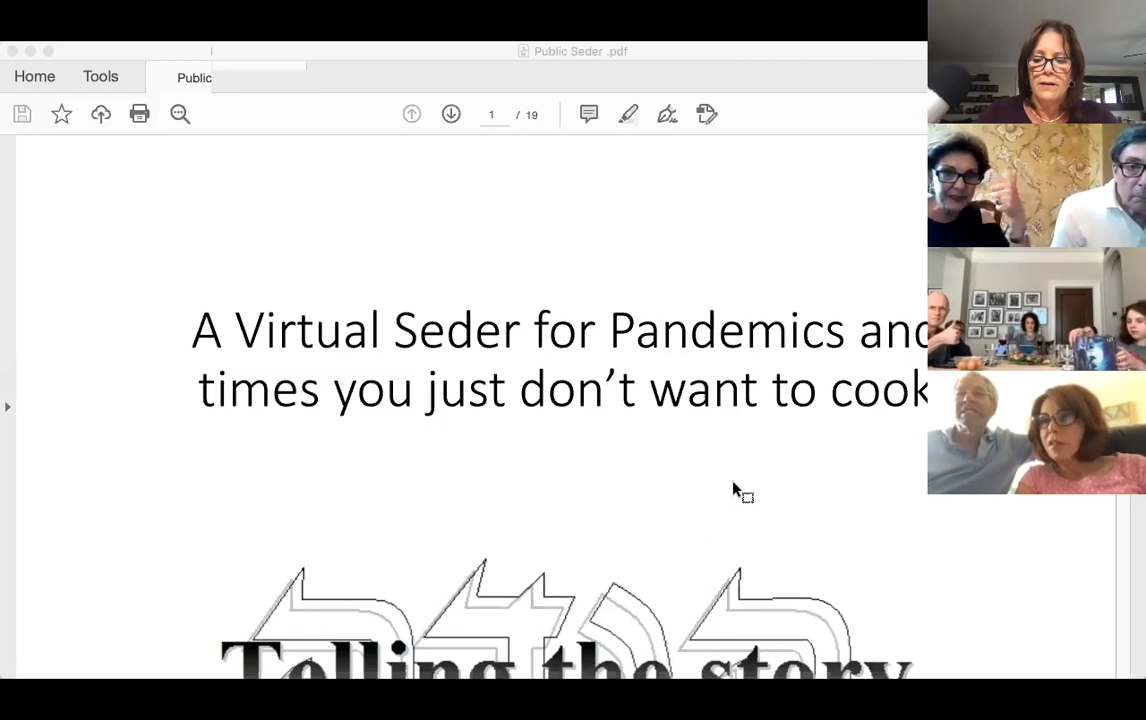 Public Seder .pdf
Home Tools Public
1 / 19
A Virtual Seder for Pandemics and
times you just don’t want to cook
Telling the story